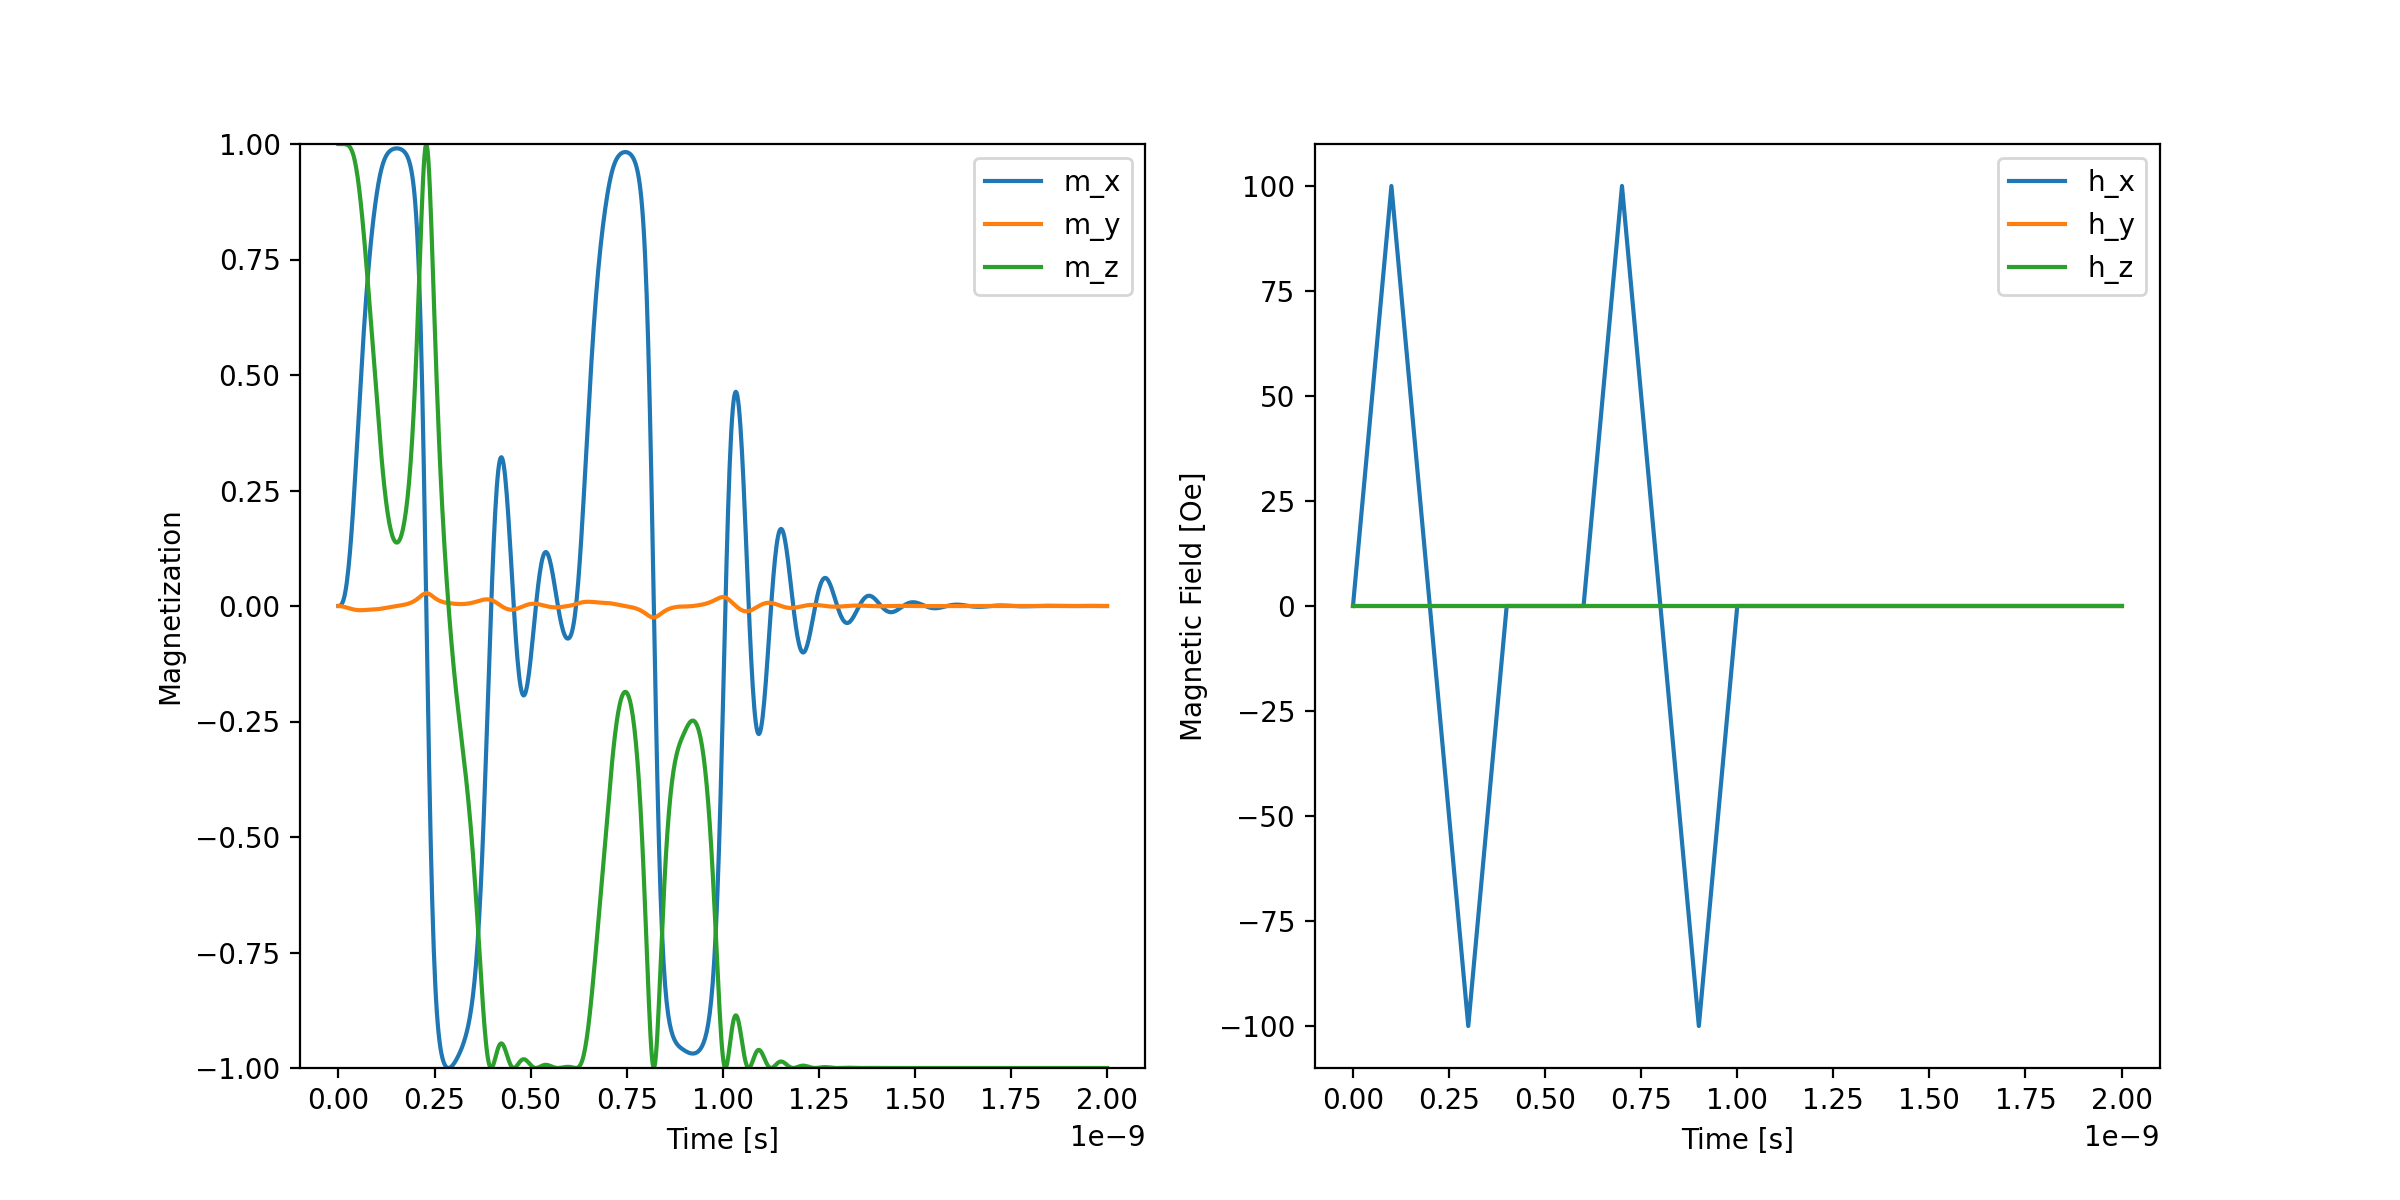 Magnetization
1.00
0.75
0.50
0.25
0.00
−0.25
−0.50
−0.75
−1.00
m_x
m_y
m_z
0.00 0.25 0.50 0.75 1.00 1.25 1.50 1.75 2.00
Time [s]
1e−9
Magnetic Field [Oe]
100
75
50
25
0
−25
−50
−75
−100
h_x
h_y
h_z
0.00 0.25 0.50 0.75 1.00 1.25 1.50 1.75 2.00
Time [s]
1e−9